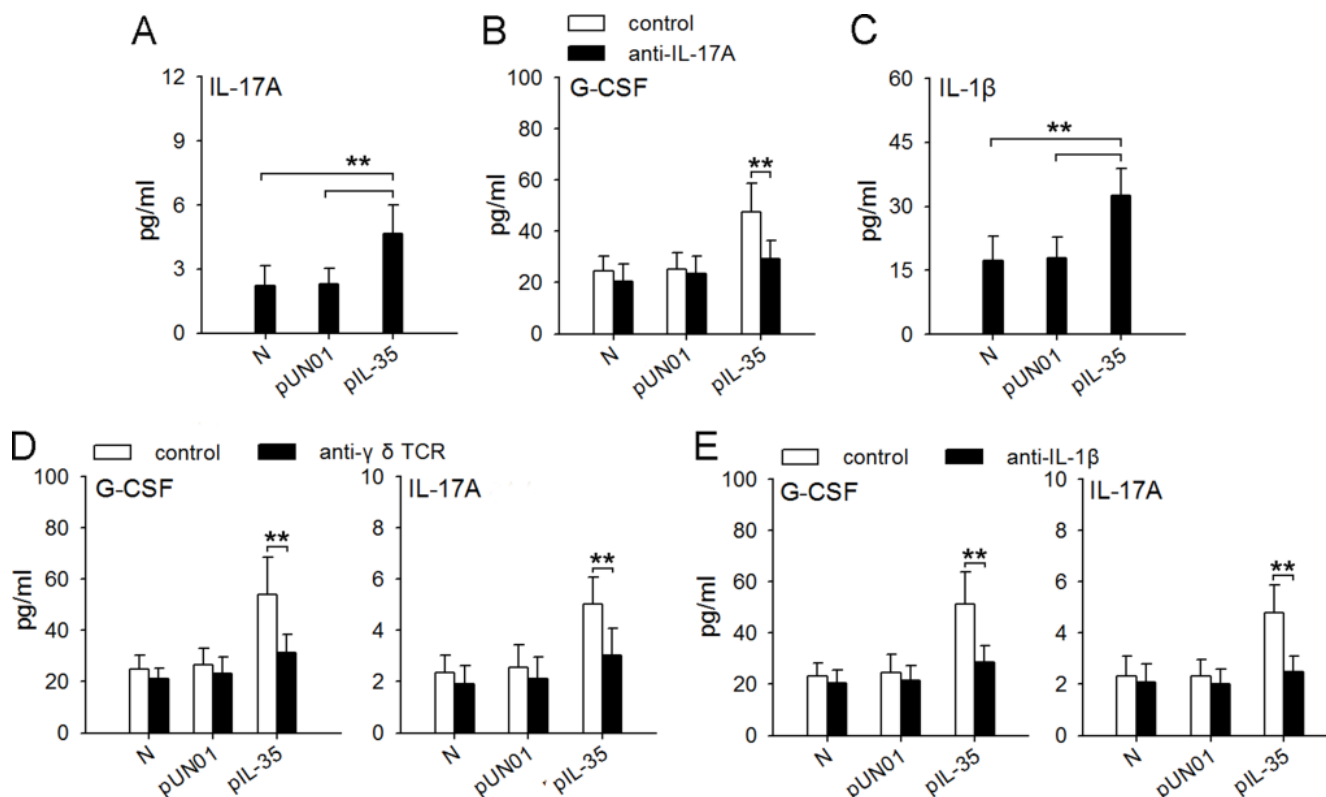 A
IL-17A
12
9
6
3
0
pg/ml
**
N
pUN01
pIL-35
B
control
anti-IL-17A
G-CSF
100
80
60
40
20
0
pg/ml
**
N
pUN01
pIL-35
C
IL-1β
60
45
30
15
0
pg/ml
**
N
pUN01
pIL-35
D
control
anti-γ δ TCR
G-CSF
100
80
60
40
20
0
pg/ml
**
N
pUN01
pIL-35
IL-17A
10
8
6
4
2
0
**
N
pUN01
pIL-35
E
control
anti-IL-1β
G-CSF
100
80
60
40
20
0
pg/ml
**
N
pUN01
pIL-35
IL-17A
10
8
6
4
2
0
**
N
pUN01
pIL-35